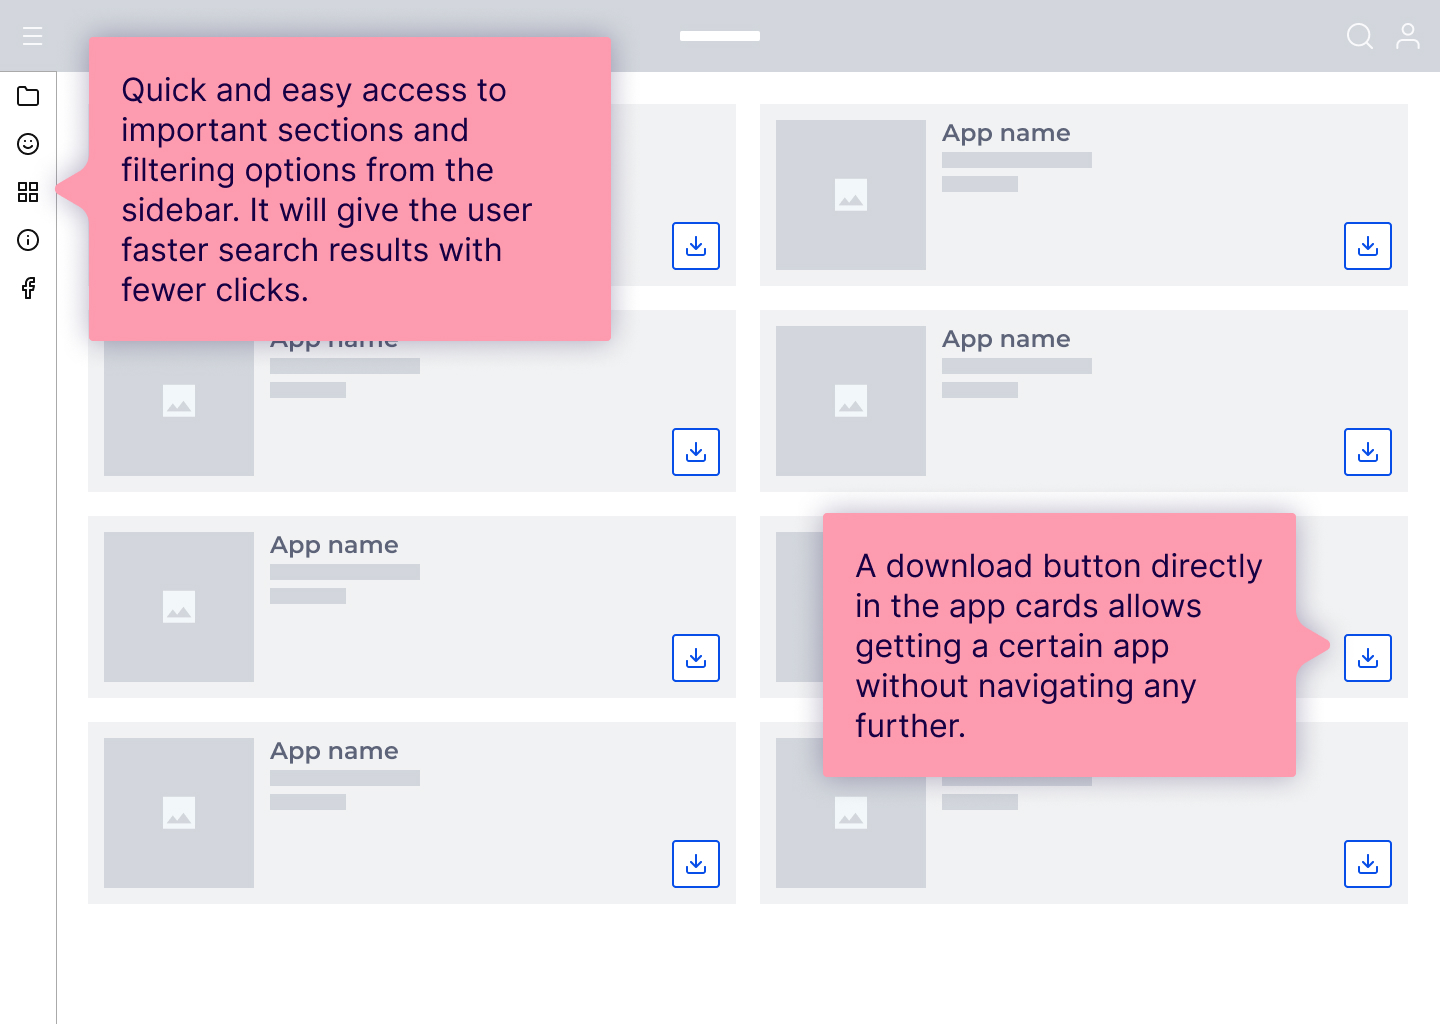 Quick and easy access to
important sections and
filtering options from the
sidebar. It will give the user
faster search results with
fewer clicks.
App name
App name
App name
App name
A download button directly
in the app cards allows
getting a certain app
without navigating any
further.
App name